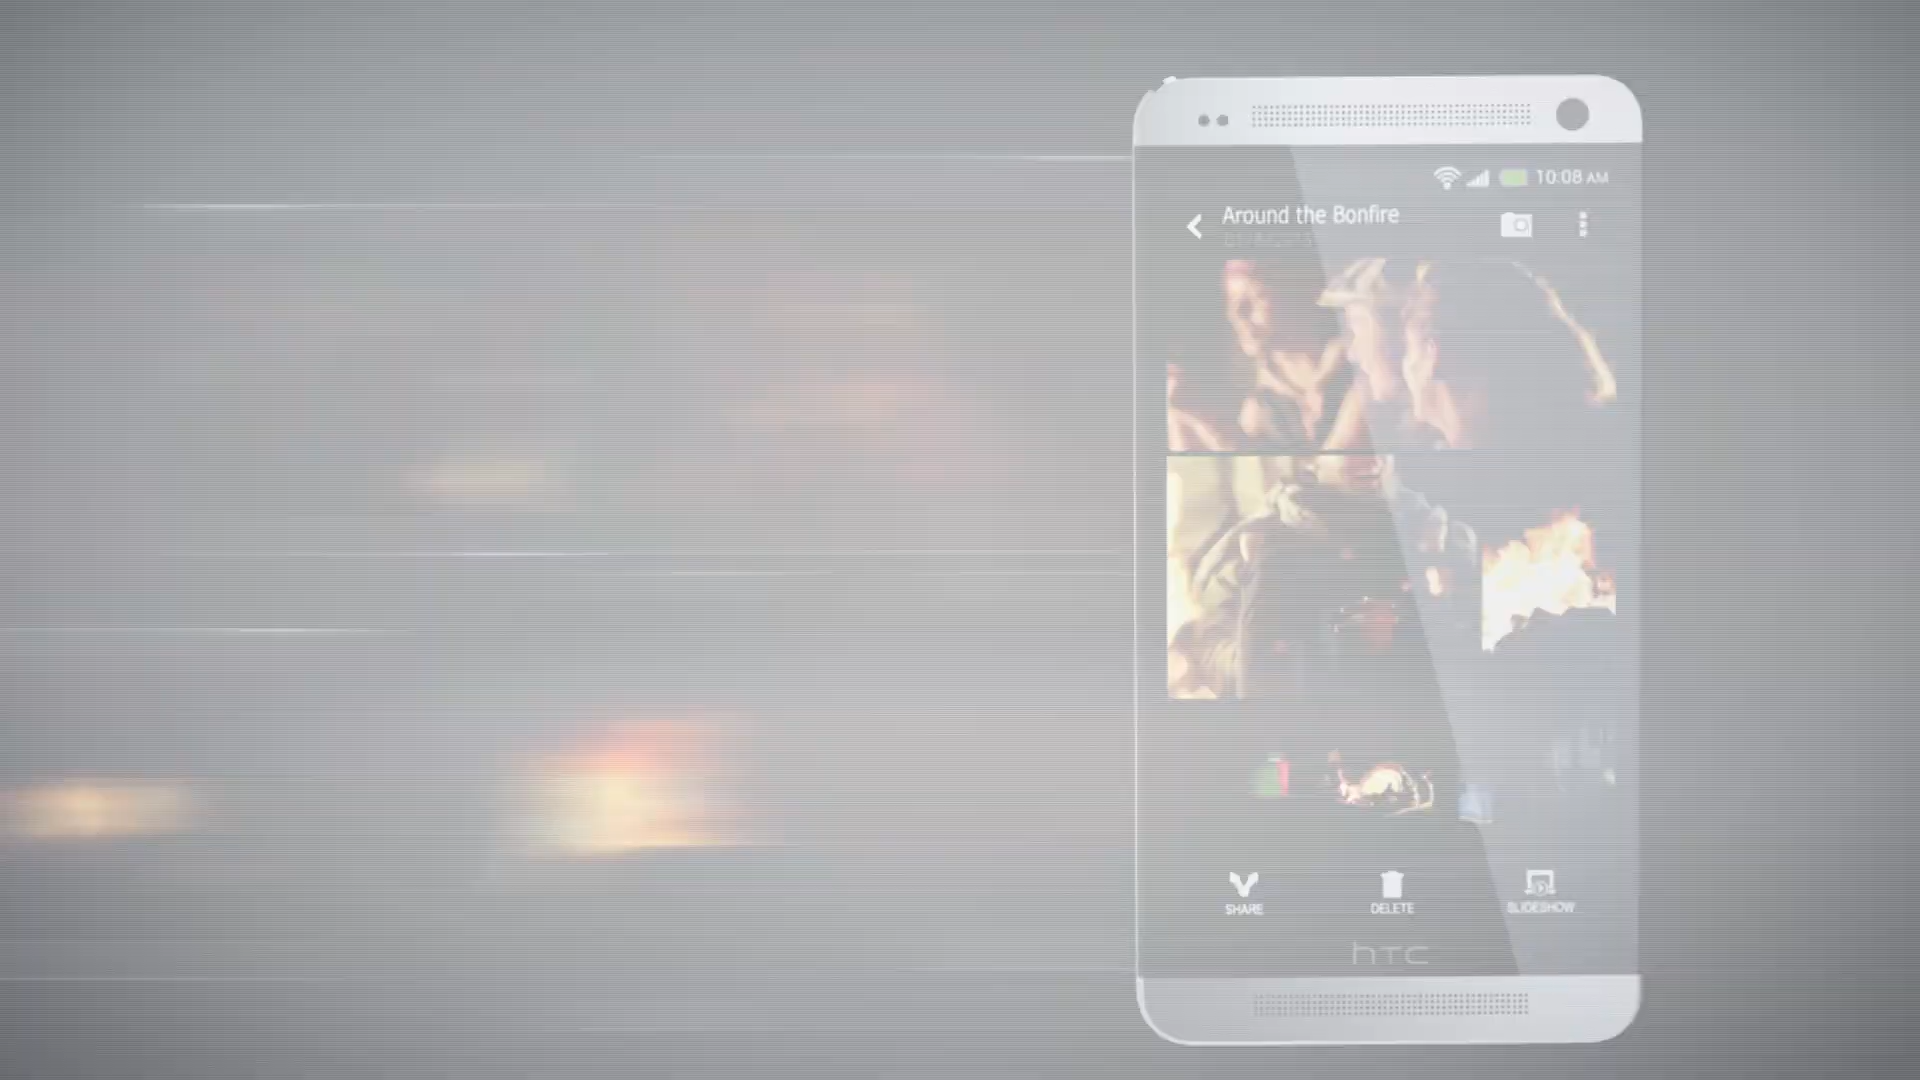 10:08 AM
Around the Bonfire
SHARE
DELETE
SLIDESHOW
hTC